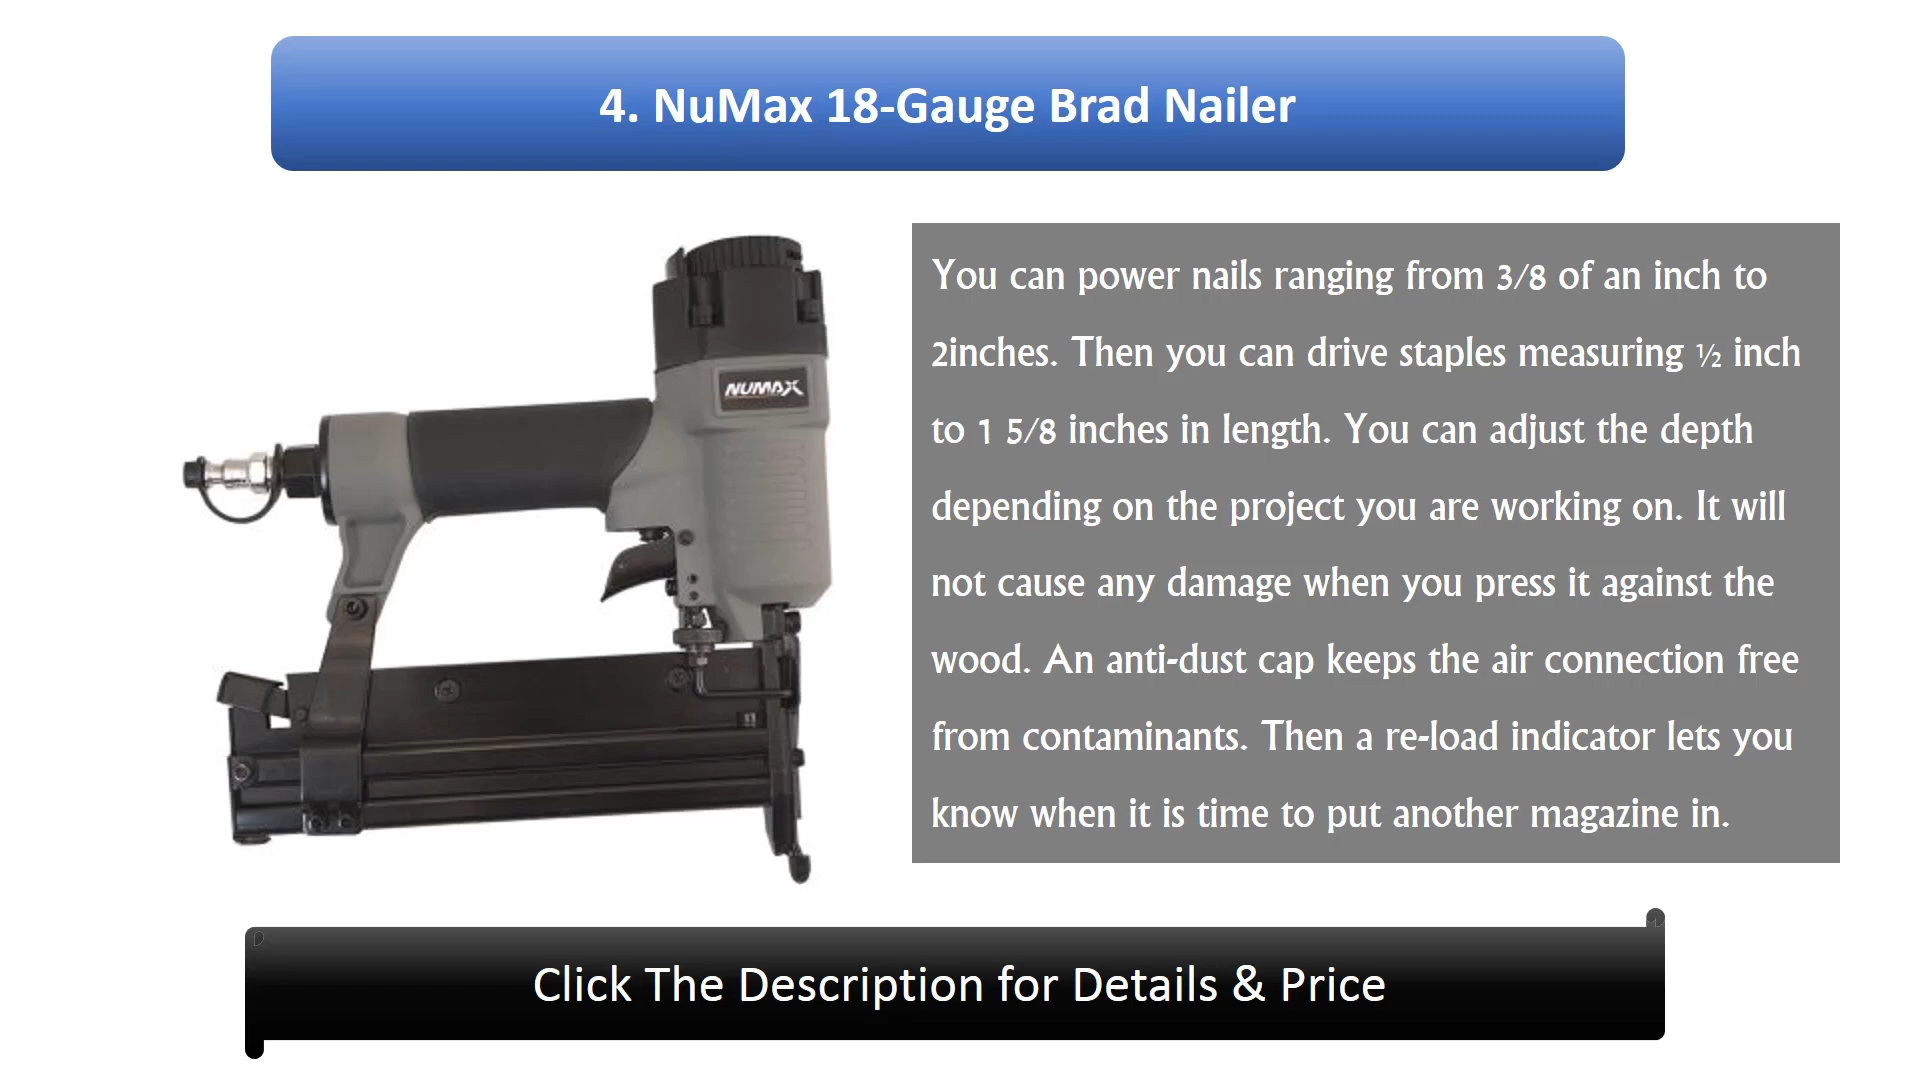 4. NuMax 18-Gauge Brad Nailer
NUMAX
You can power nails ranging from 3/8 of an inch to
2inches. Then you can drive staples measuring ½ inch
to 1 5/8 inches in length. You can adjust the depth
depending on the project you are working on. It will
not cause any damage when you press it against the
wood. An anti-dust cap keeps the air connection free
from contaminants. Then a re-load indicator lets you
know when it is time to put another magazine in.
Click The Description for Details & Price